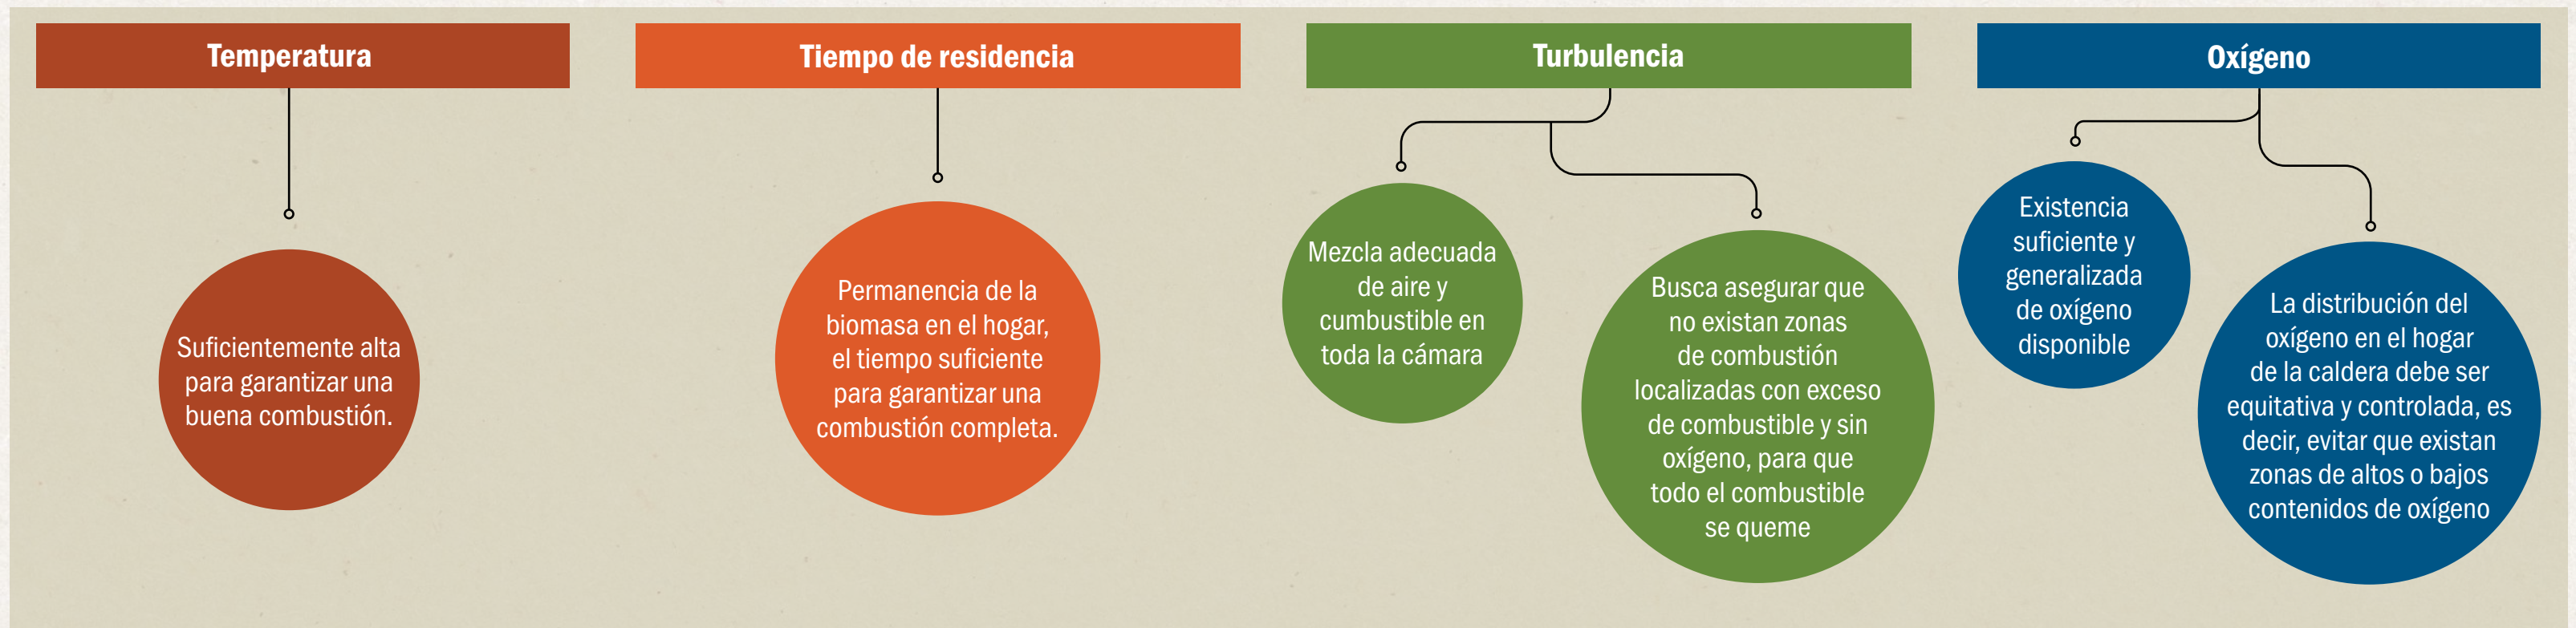 Temperatura
Suficientemente alta
para garantizar una
buena combustión.
Tiempo de residencia
Permanencia de la
biomasa en el hogar,
el tiempo suficiente
para garantizar una
combustión completa.
Turbulencia
Mezcla adecuada
de aire y
cumbustible en
toda la cámara
Busca asegurar que
no existan zonas
de combustión
localizadas con exceso
de combustible y sin
oxígeno, para que
todo el combustible
se queme
Oxígeno
Existencia
suficiente y
generalizada
de oxígeno
disponible
La distribución del
oxígeno en el hogar
de la caldera debe ser
equitativa y controlada, es
decir, evitar que existan
zonas de altos o bajos
contenidos de oxígeno